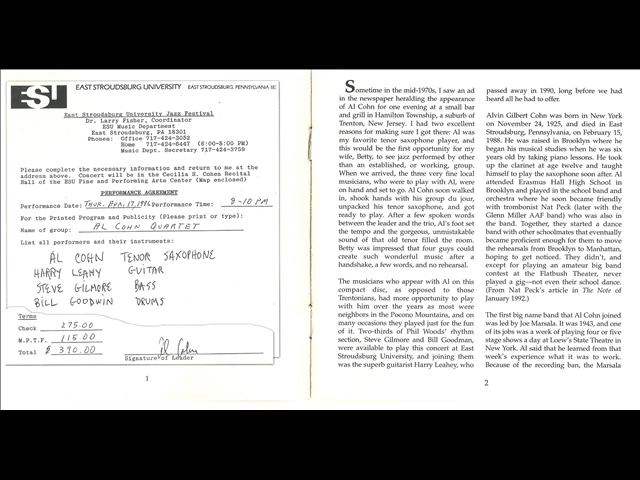 ESU EAST STROUDSBURG UNIVERSITY EAST STROUDSBURG, PENNSYLVANIA
East Stroudsburg University Jazz Festival
Dr. Larry Fisher, Coordinator
ESU Music Department
East Stroudsburg, PA 18301
Phones: Office 717-424-3052
Home 717-424-6447 (6:00-8:00 PM)
Music Dept. Secretary 717-424-3759
Please complete the necessary information and return to me at the
address above. Concert will be in the Cecilia S. Cohen Recital
Hall of the ESU Fine and Performing Arts Center (Map enclosed)
PERFORMANCE AGREEMENT
Performance Date: THUR. APR. 17, 1986 Performance Time: 8-10 PM
For the Printed Program and Publicity (Please print or type):
Name of group: AL COHN QUARTET
List all performers and their instruments:
AL COHN TENOR SAXOPHONE
HARRY LEAHY GUITAR
STEVE GILMORE BASS
BILL GOODWIN DRUMS
Terms
Check 275.00
M.P.T.F. 115.00
Total $ 390.00
Al Cohn
Signature of Leader
1
Sometime in the mid-1970s, I saw an ad
in the newspaper heralding the appearance
of Al Cohn for one evening at a small bar
and grill in Hamilton Township, a suburb of
Trenton, New Jersey. I had two excellent
reasons for making sure I got there: Al was
my favorite tenor saxophone player, and
this would be the first opportunity for my
wife, Betty, to see jazz performed by other
than an established, or working, group.
When we arrived, the three very fine local
musicians, who were to play with Al, were
on hand and set to go. Al Cohn soon walked
in, shook hands with his group du jour,
unpacked his tenor saxophone, and got
ready to play. After a few spoken words
between the leader and the trio, Al's foot set
the tempo and the gorgeous, unmistakable
sound of that old tenor filled the room.
Betty was impressed that four guys could
create such wonderful music after a
handshake, a few words, and no rehearsal.
The musicians who appear with Al on this
compact disc, as opposed to those
Trentonians, had more opportunity to play
with him over the years as most were
neighbors in the Pocono Mountains, and on
many occasions they played just for the fun
of it. Two-thirds of Phil Woods' rhythm
section, Steve Gilmore and Bill Goodman,
were available to play this concert at East
Stroudsburg University, and joining them
was the superb guitarist Harry Leahey, who
passed away in 1990, long before we had
heard all he had to offer.
Alvin Gilbert Cohn was born in New York
on November 24, 1925, and died in East
Stroudsburg, Pennsylvania, on February 15,
1988. He was raised in Brooklyn where he
began his musical studies when he was six
years old by taking piano lessons. He took
up the clarinet at age twelve and taught
himself to play the saxophone soon after. Al
attended Erasmus Hall High School in
Brooklyn and played in the school band and
orchestra where he soon became friendly
with trombonist Nat Peck (later with the
Glenn Miller AAF band) who was also in
the band. Together, they started a dance
band with other schoolmates that eventually
became proficient enough for them to move
the rehearsals from Brooklyn to Manhattan,
hoping to get noticed. They didn't, and
except for playing an amateur big band
contest at the Flatbush Theater, never
played a gig—not even their school dance.
(From Nat Peck's article in The Note of
January 1992.)
The first big name band that Al Cohn joined
was led by Joe Marsala. It was 1943, and one
of its jobs was a week of playing four or five
stage shows a day at Loew's State Theatre in
New York. Al said that he learned from that
week's experience what it was to work.
Because of the recording ban, the Marsala
2